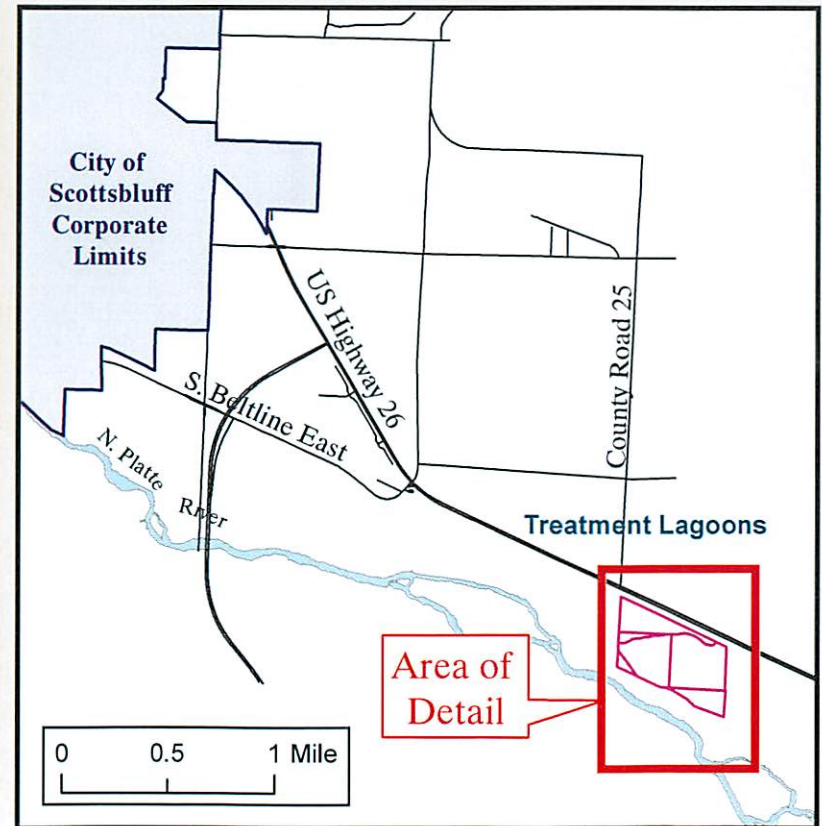 City of
Scottsbluff
Corporate
Limits
US Highway 26
County Road 25
S. Beltline East
N. Platte
River
Treatment Lagoons
Area of
Detail
0 0.5 1 Mile